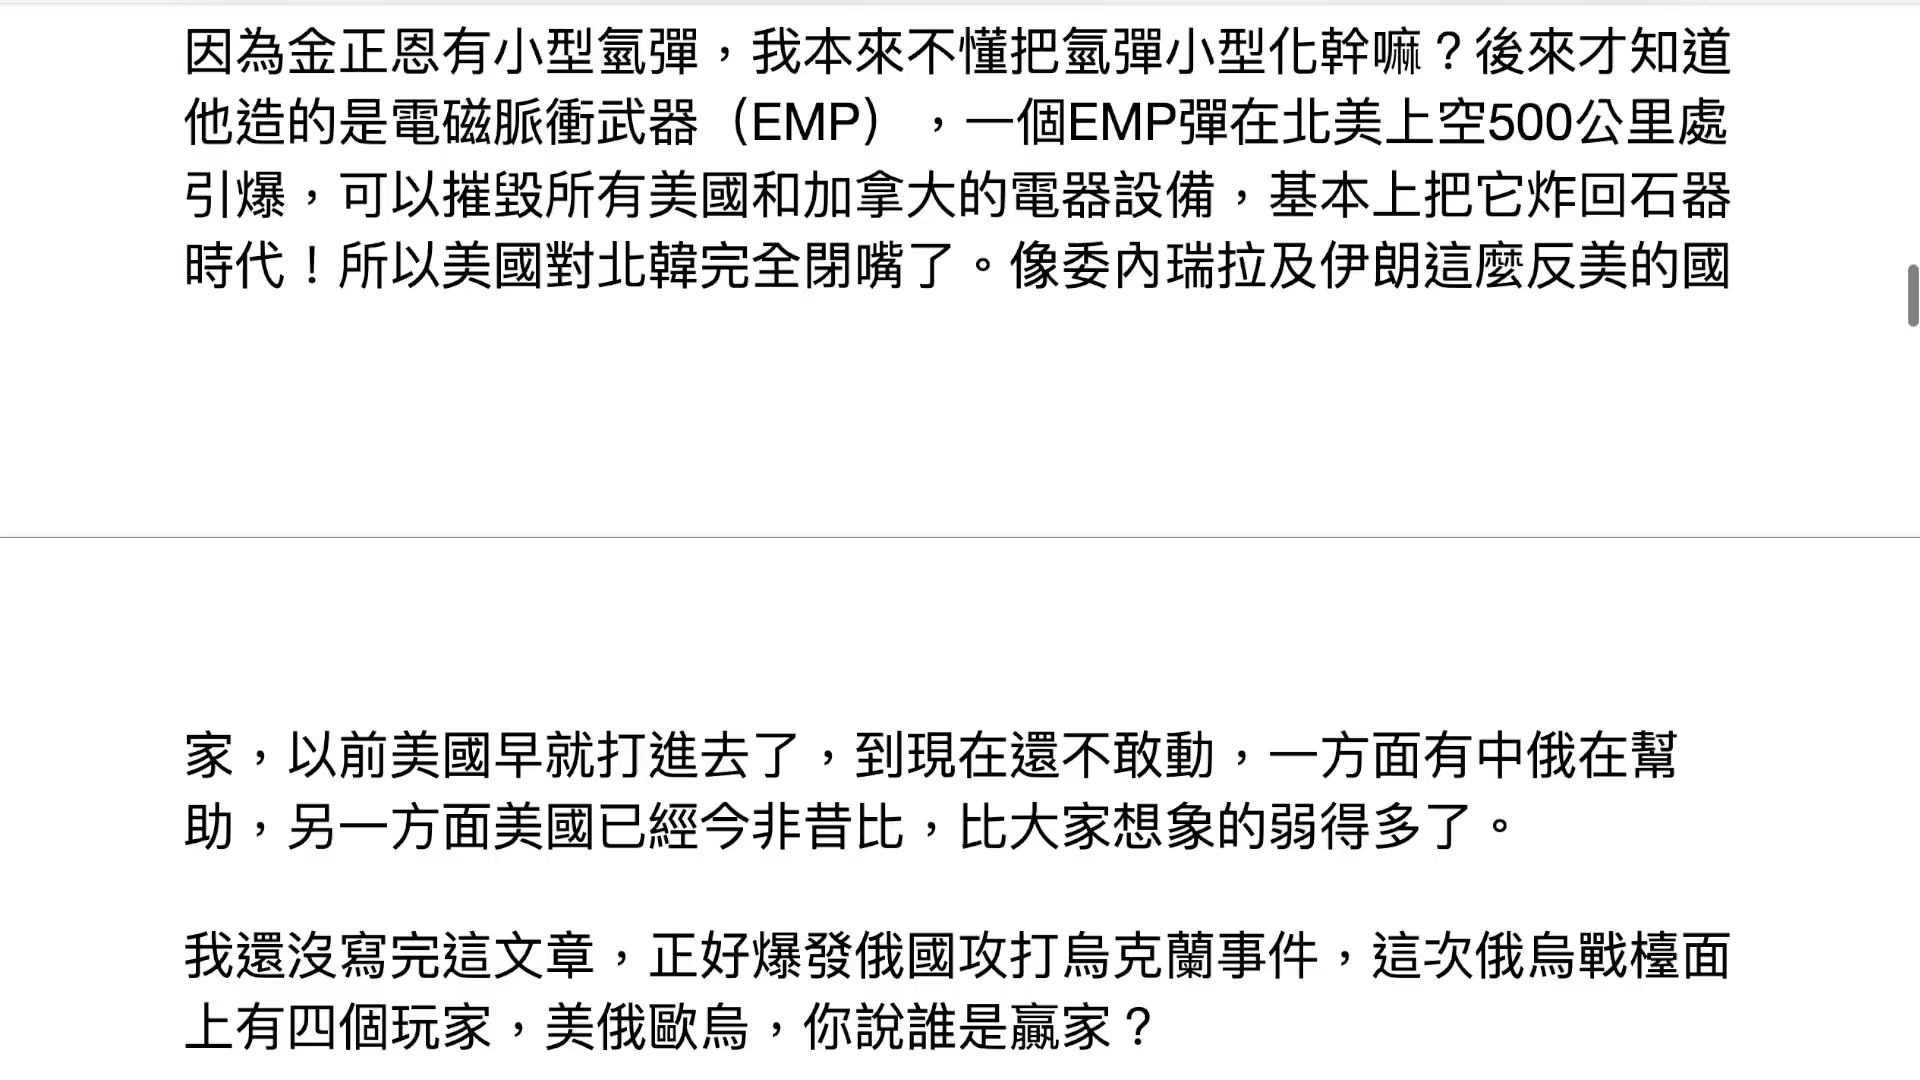 因為金正恩有小型氫彈，我本來不懂把氫彈小型化幹嘛？後來才知道
他造的是電磁脈衝武器（EMP），一個EMP彈在北美上空500公里處
引爆，可以摧毀所有美國和加拿大的電器設備，基本上把它炸回石器
時代！所以美國對北韓完全閉嘴了。像委內瑞拉及伊朗這麼反美的國
家，以前美國早就打進去了，到現在還不敢動，一方面有中俄在幫
助，另一方面美國已經今非昔比，比大家想象的弱得多了。
我還沒寫完這文章，正好爆發俄國攻打烏克蘭事件，這次俄烏戰檯面
上有四個玩家，美俄歐烏，你說誰是贏家？